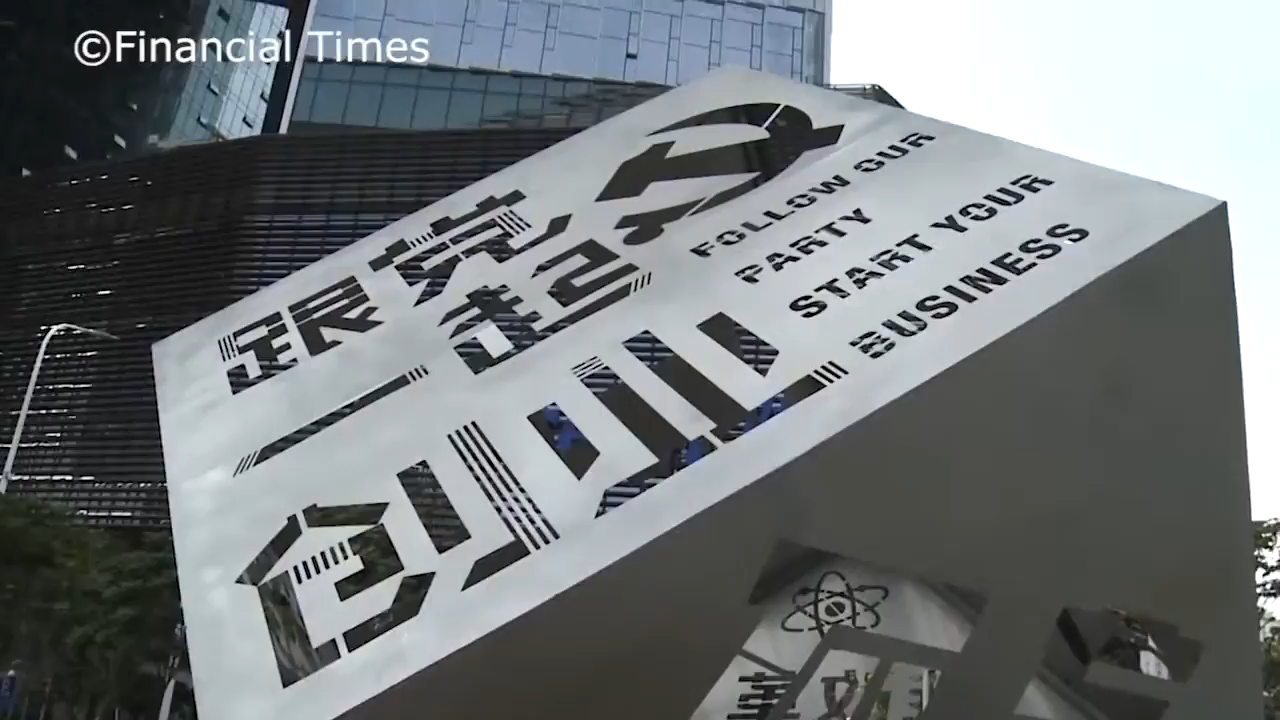 ©Financial Times
跟党
一起
创业
FOLLOW OUR
PARTY
START YOUR
BUSINESS